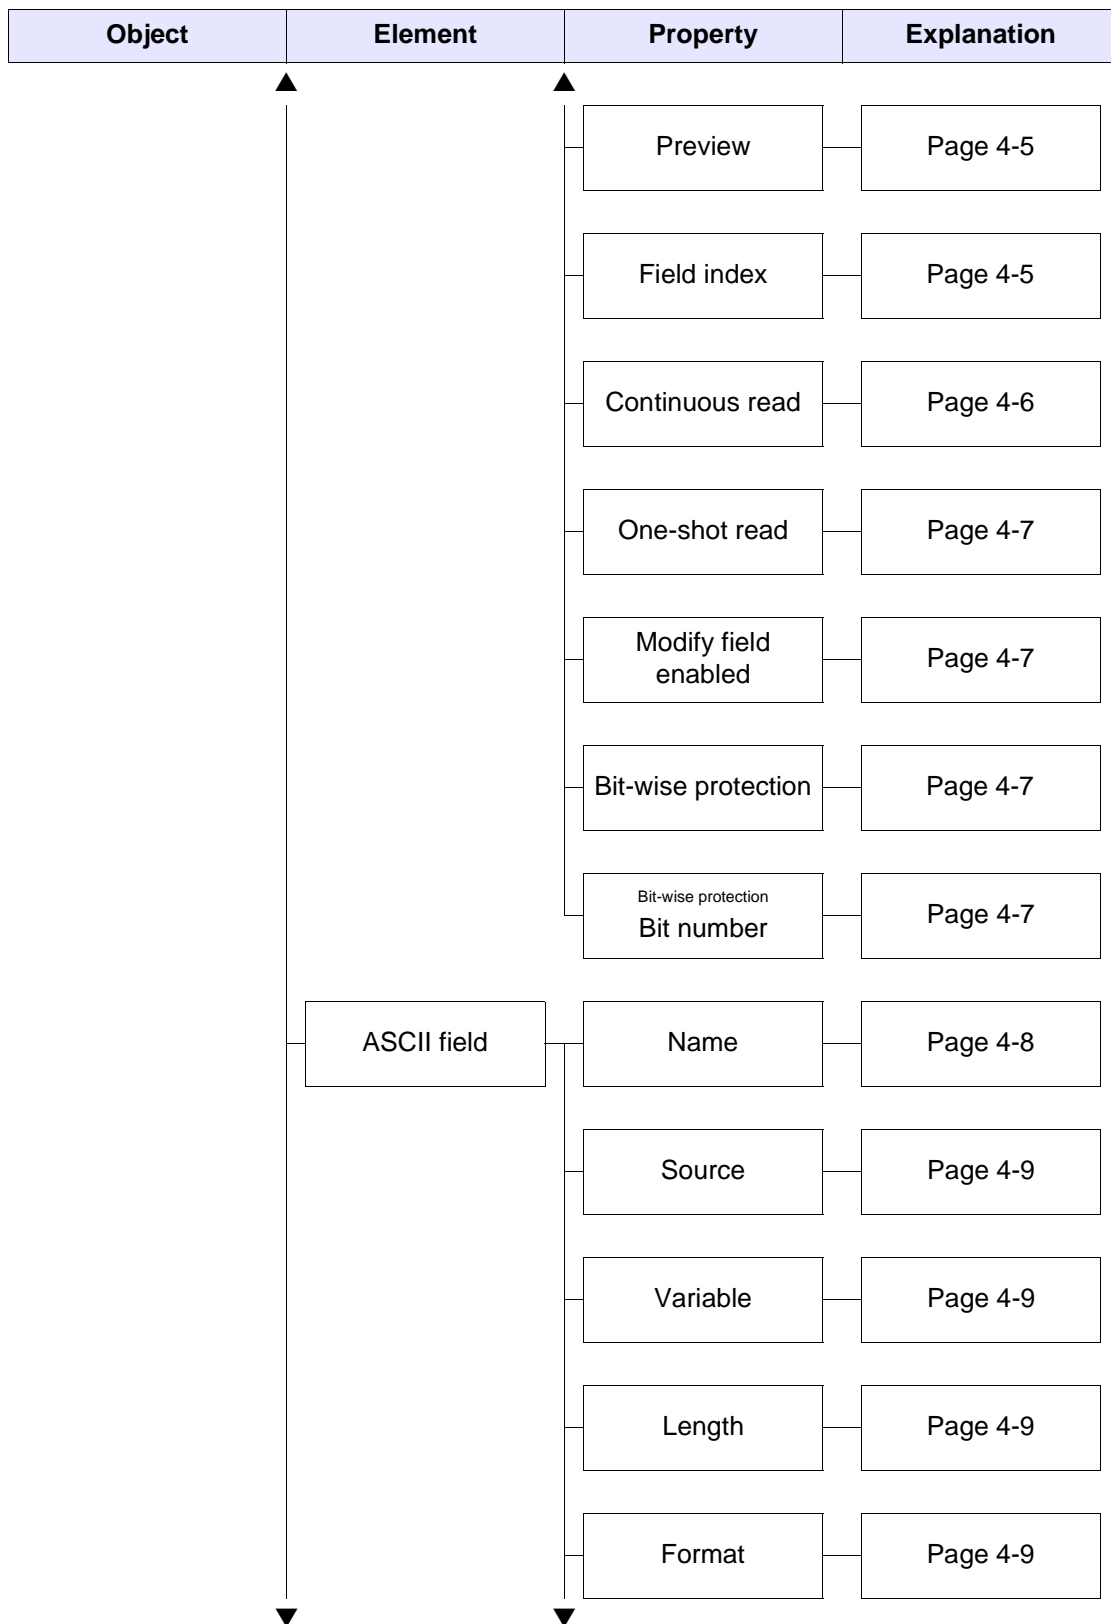 Object Element Property Explanation
Preview Page 4-5
Field index Page 4-5
Continuous read Page 4-6
One-shot read Page 4-7
Modify field
enabled Page 4-7
Bit-wise protection Page 4-7
Bit-wise protection
Bit number Page 4-7
ASCII field Name Page 4-8
Source Page 4-9
Variable Page 4-9
Length Page 4-9
Format Page 4-9